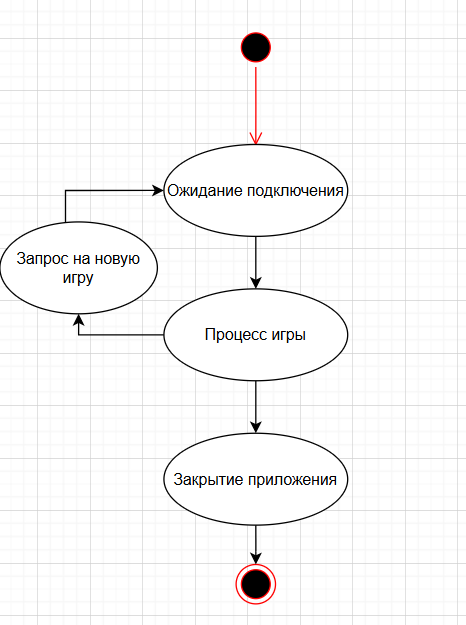 Ожидание подключения
Запрос на новую
игру
Процесс игры
Закрытие приложения